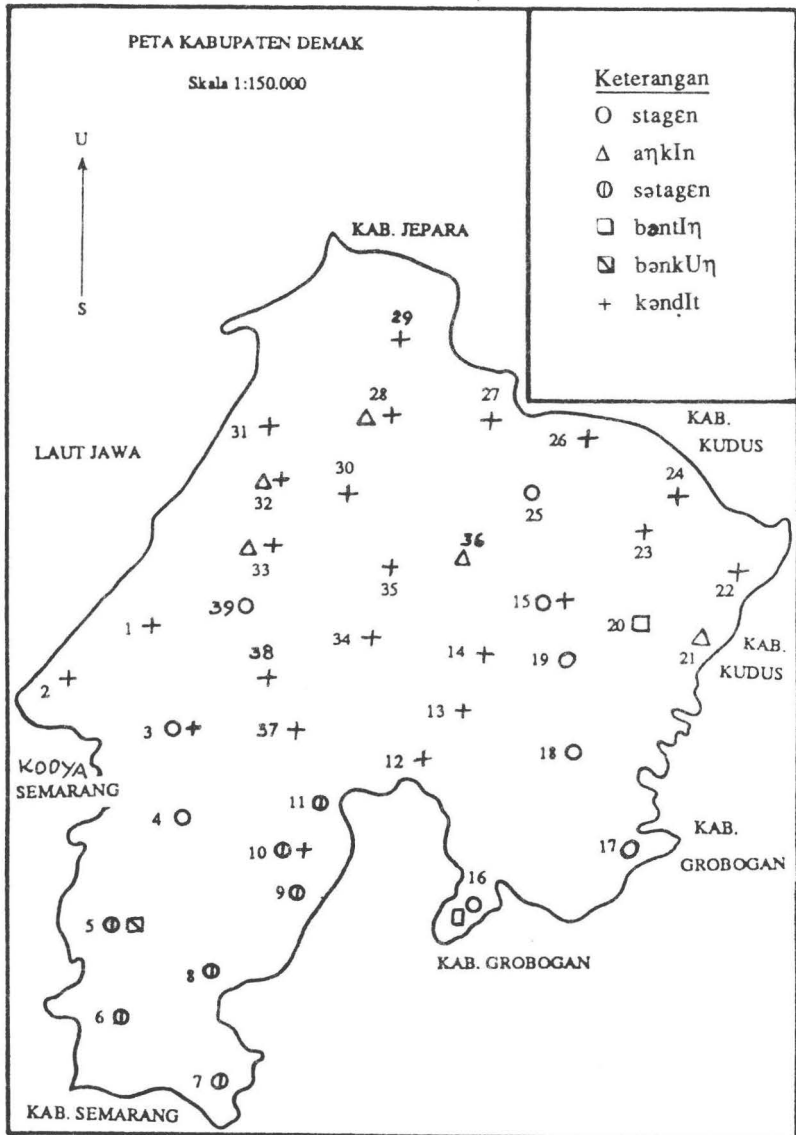 PETA KABUPATEN DEMAK
Skala 1:150.000
U
S
Keterangan
stagɛn
aŋkIn
sətagɛn
bəntIŋ
bənkUŋ
kənḍIt
KAB. JEPARA
29
28
27
26
KAB.
KUDUS
31
LAUT JAWA
30
24
32
25
36
23
33
35
22
39
15
20
1
34
14
19
21
KAB.
KUDUS
38
2
13
3
37
18
12
KODYA
SEMARANG
11
4
10
17
KAB.
GROBOGAN
9
16
5
KAB. GROBOGAN
8
6
7
KAB. SEMARANG